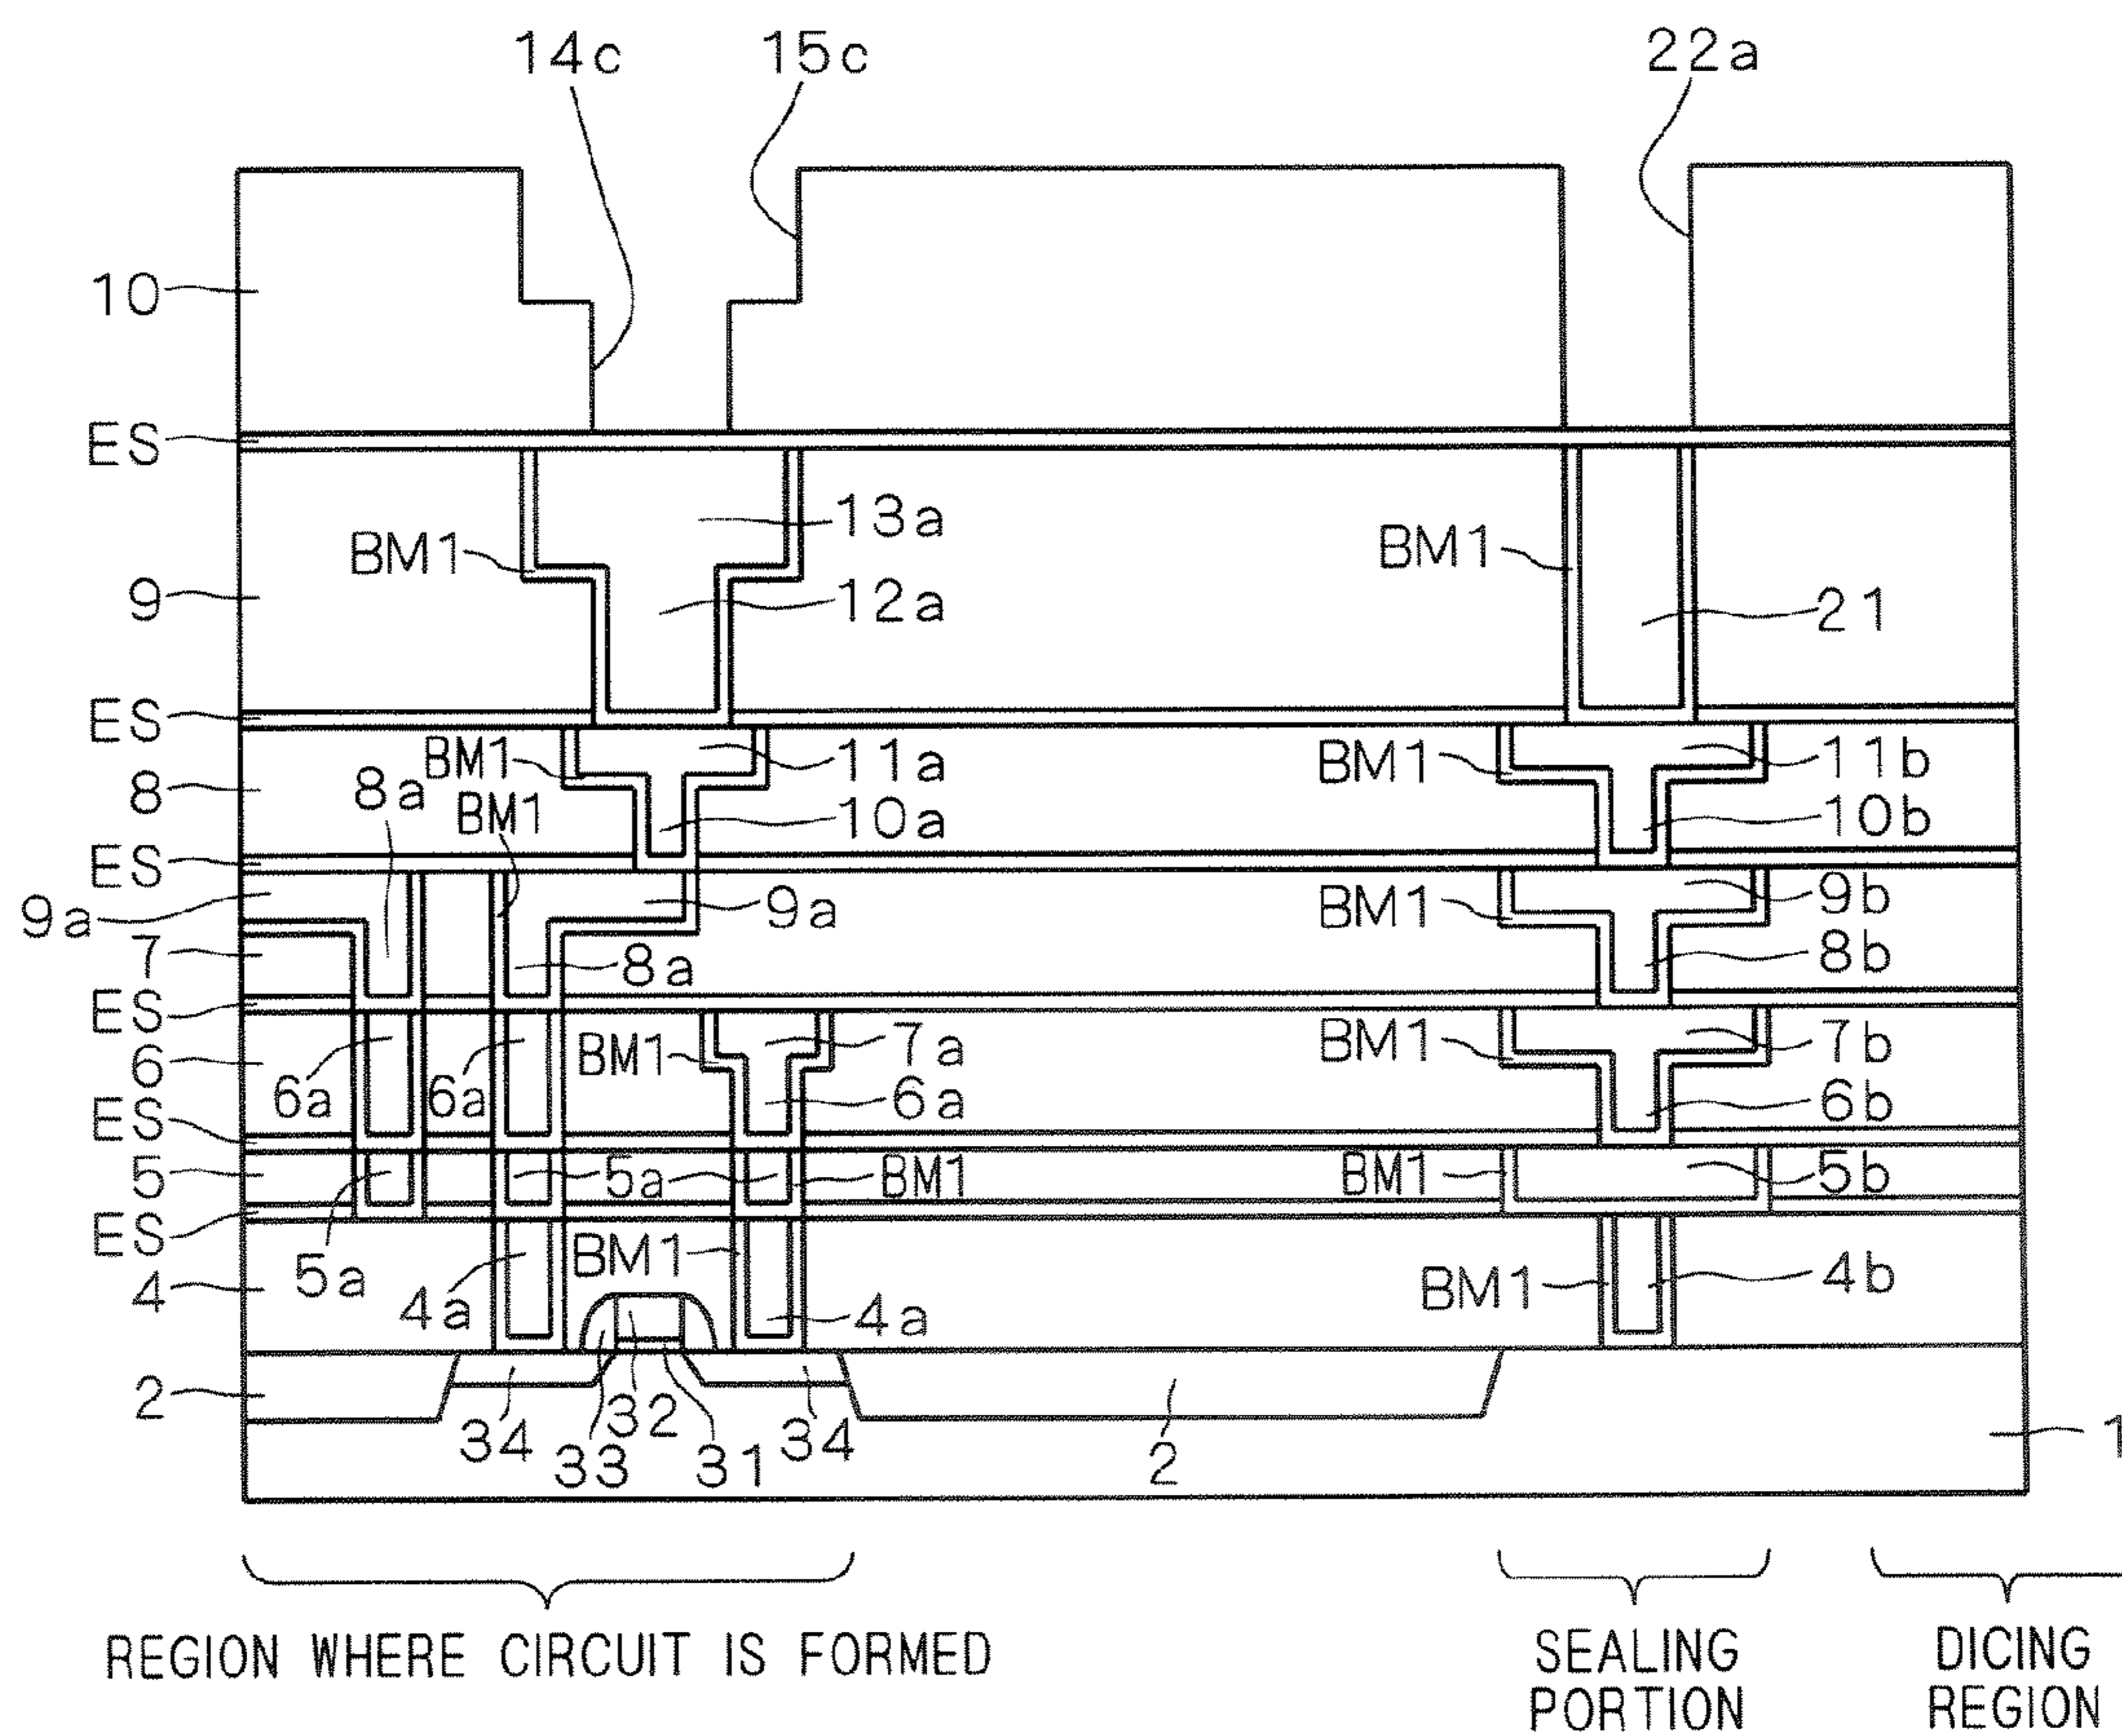 14c 15c 22a
10
ES
13a
BM1 BM1
9 12a 21
ES
BM1 11a BM1 11b
8 8a BM1 10a 10b
ES
9a 9a BM1 9b
7 8a 8b
ES
BM1 7a BM1 7b
6 6a 6a 6a 6b
ES
5 5a BM1 BM1 5b
ES
5a BM1 BM1 4b
4 4a 4a
2 34 33 32 31 34 2 1
REGION WHERE CIRCUIT IS FORMED
SEALING
PORTION
DICING
REGION